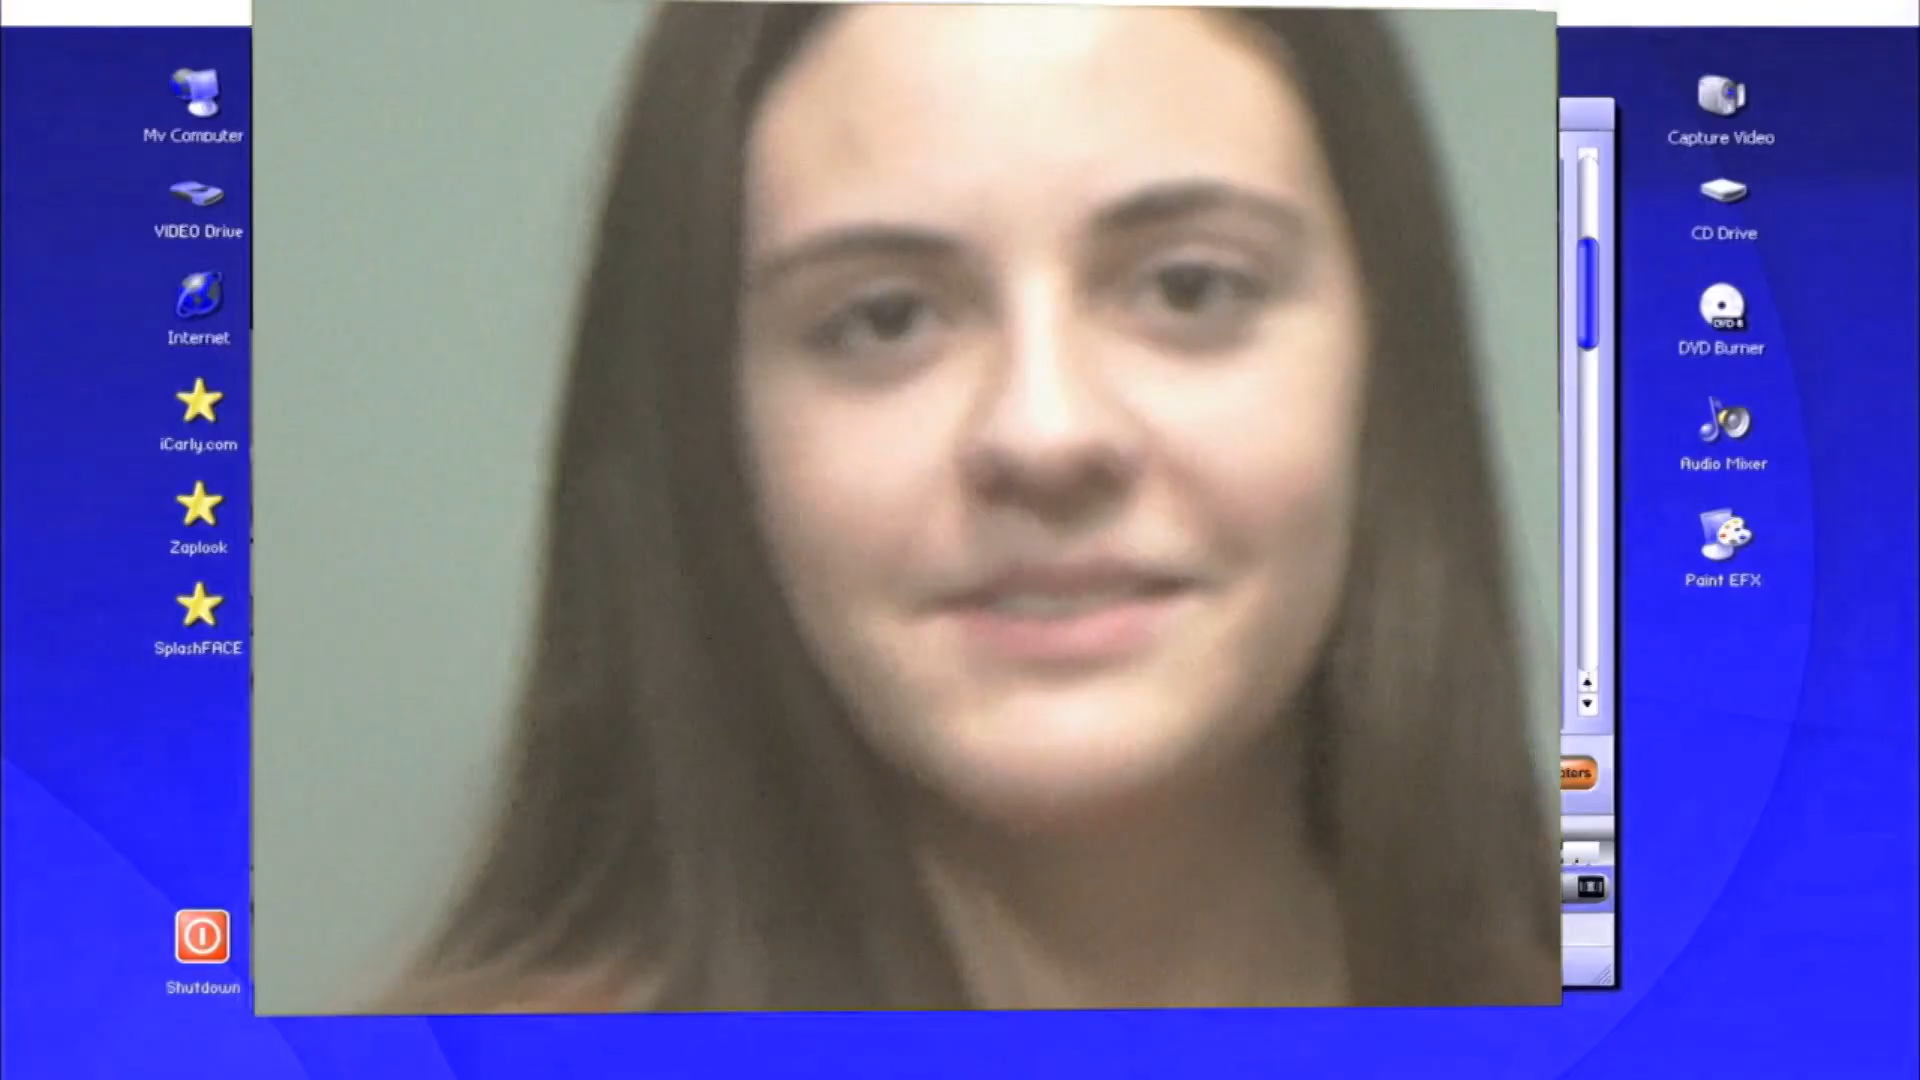 My Computer
VIDEO Drive
Internet
iCarly.com
Zaplook
SplashFACE
Shutdown
Capture Video
CD Drive
DVD-R
DVD Burner
Audio Mixer
Paint EFX